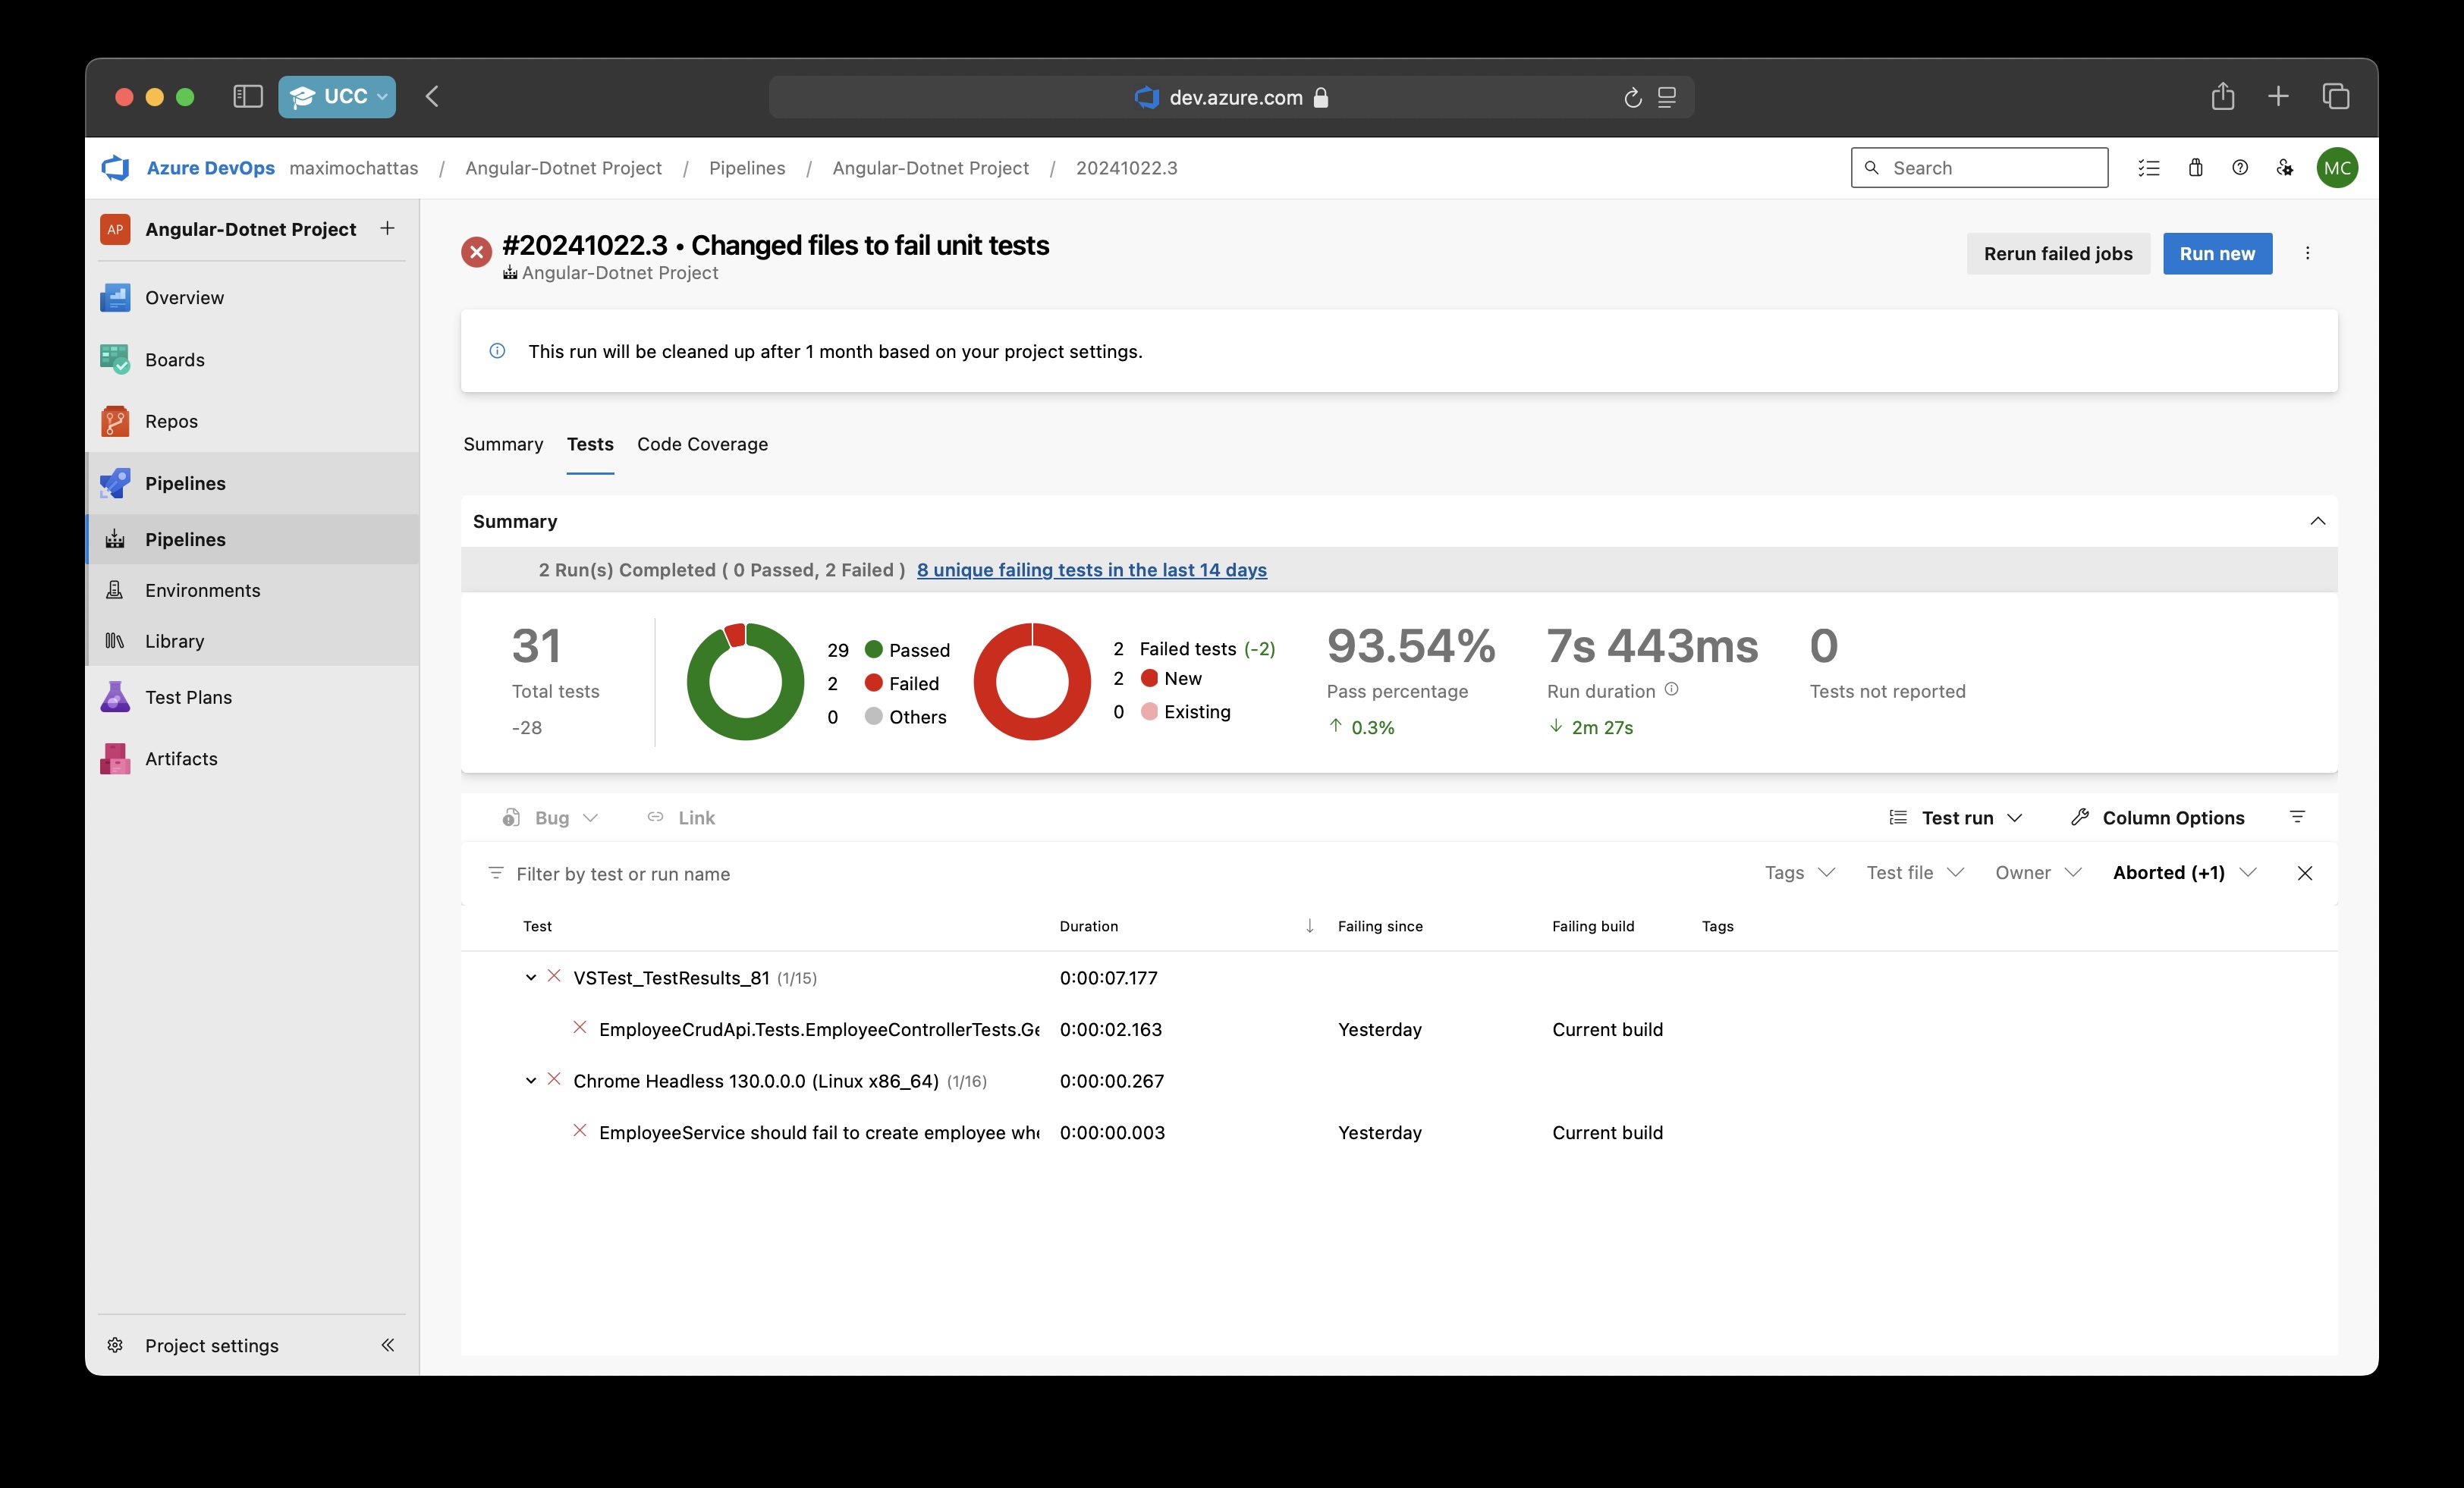 UCC
dev.azure.com
Azure DevOps maximochattas / Angular-Dotnet Project / Pipelines / Angular-Dotnet Project / 20241022.3
Search
MC
AP Angular-Dotnet Project +
Overview
Boards
Repos
Pipelines
Pipelines
Environments
Library
Test Plans
Artifacts
Project settings
#20241022.3 • Changed files to fail unit tests
Angular-Dotnet Project
Rerun failed jobs
Run new
This run will be cleaned up after 1 month based on your project settings.
Summary Tests Code Coverage
Summary
2 Run(s) Completed ( 0 Passed, 2 Failed ) 8 unique failing tests in the last 14 days
31
Total tests
-28
29 Passed
2 Failed
0 Others
2 Failed tests (-2)
2 New
0 Existing
93.54%
Pass percentage
↑ 0.3%
7s 443ms
Run duration
↓ 2m 27s
0
Tests not reported
Bug Link
Test run Column Options
Filter by test or run name
Tags Test file Owner Aborted (+1)
Test Duration Failing since Failing build Tags
VSTest_TestResults_81 (1/15) 0:00:07.177
EmployeeCrudApi.Tests.EmployeeControllerTests.Ge 0:00:02.163 Yesterday Current build
Chrome Headless 130.0.0.0 (Linux x86_64) (1/16) 0:00:00.267
EmployeeService should fail to create employee whe 0:00:00.003 Yesterday Current build